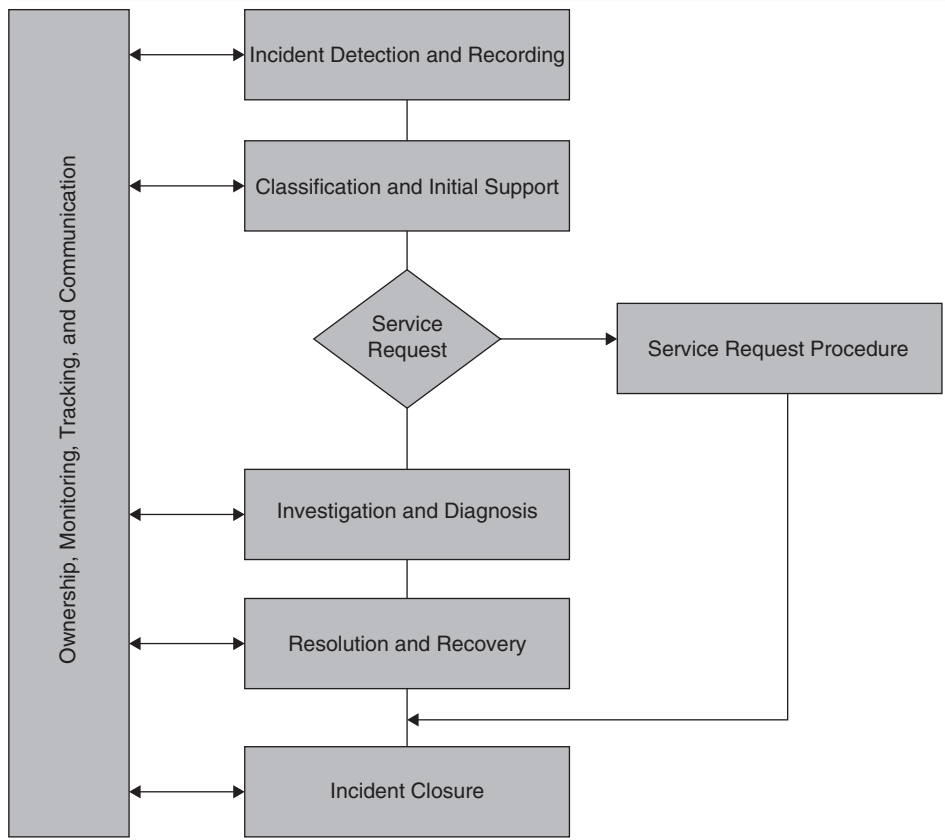 Ownership, Monitoring, Tracking, and Communication
Incident Detection and Recording
Classification and Initial Support
Service
Request
Service Request Procedure
Investigation and Diagnosis
Resolution and Recovery
Incident Closure